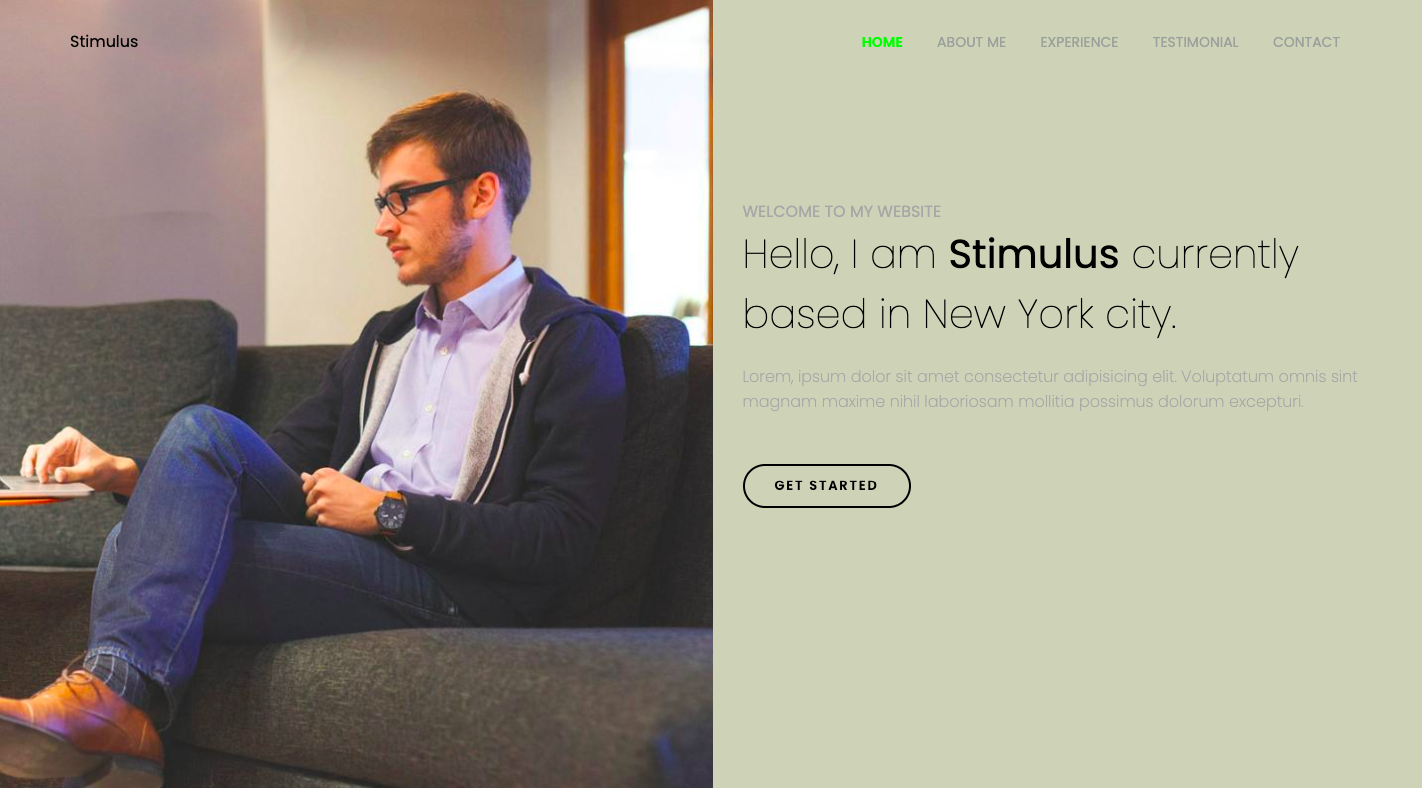 Stimulus
HOME ABOUT ME EXPERIENCE TESTIMONIAL CONTACT
WELCOME TO MY WEBSITE
Hello, I am Stimulus currently
based in New York city.
Lorem, ipsum dolor sit amet consectetur adipisicing elit. Voluptatum omnis sint
magnam maxime nihil laboriosam mollitia possimus dolorum excepturi.
GET STARTED